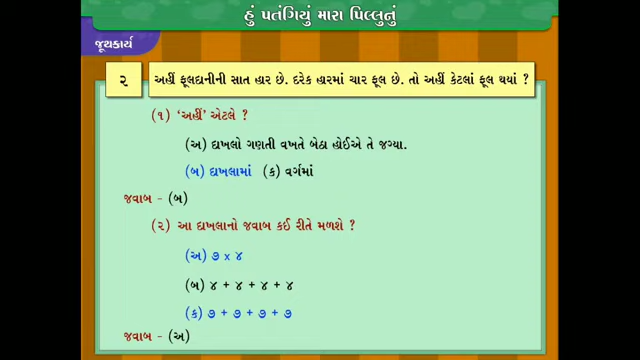 હું પતંગિયું મારા પિલ્લુનું
જૂથકાર્ય
૨ અહીં ફૂલદાનીની સાત હાર છે. દરેક હારમાં ચાર ફૂલ છે. તો અહીં કેટલાં ફૂલ થયાં ?
(૧) ‘અહીં’ એટલે ?
(અ) દાખલો ગણતી વખતે બેઠા હોઈએ તે જગ્યા.
(બ) દાખલામાં (ક) વર્ગમાં
જવાબ - (બ)
(૨) આ દાખલાનો જવાબ કઈ રીતે મળશે ?
(અ) ૭ x ૪
(બ) ૪ + ૪ + ૪ + ૪
(ક) ૭ + ૭ + ૭ + ૭
જવાબ - (અ)